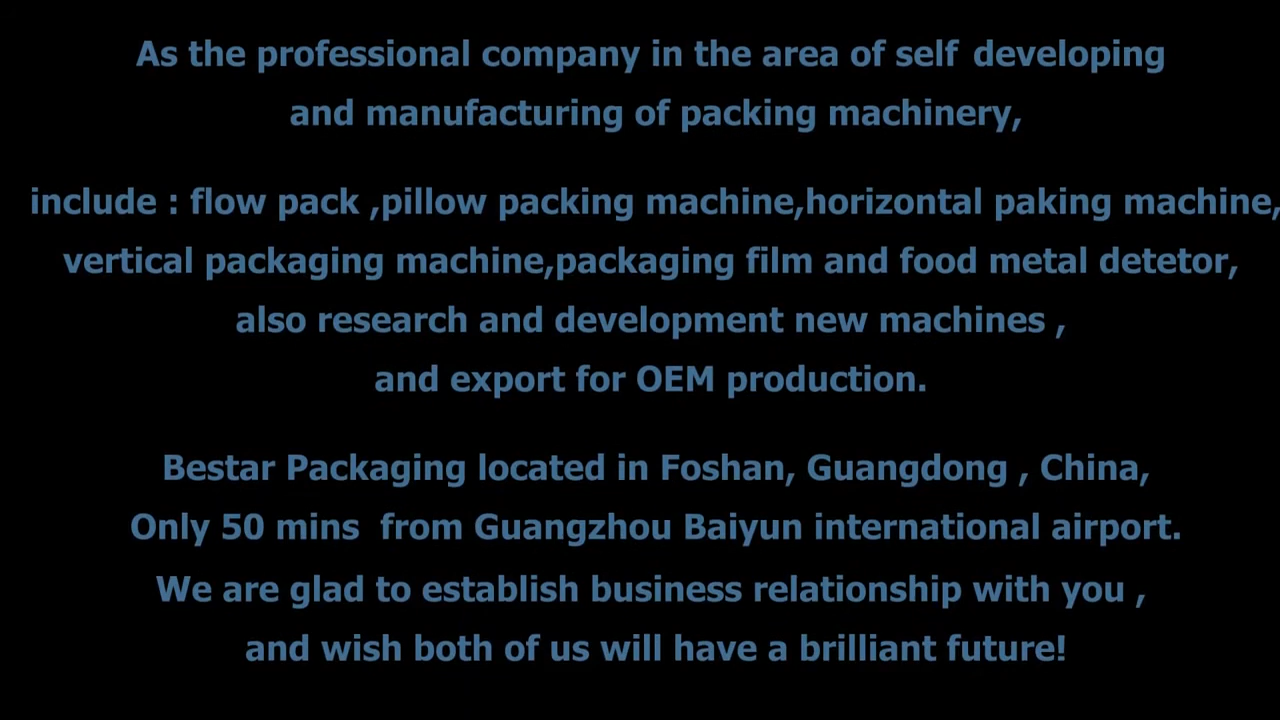 As the professional company in the area of self developing
and manufacturing of packing machinery,
include : flow pack ,pillow packing machine,horizontal paking machine,
vertical packaging machine,packaging film and food metal detetor,
also research and development new machines ,
and export for OEM production.
Bestar Packaging located in Foshan, Guangdong , China,
Only 50 mins  from Guangzhou Baiyun international airport.
We are glad to establish business relationship with you ,
and wish both of us will have a brilliant future!